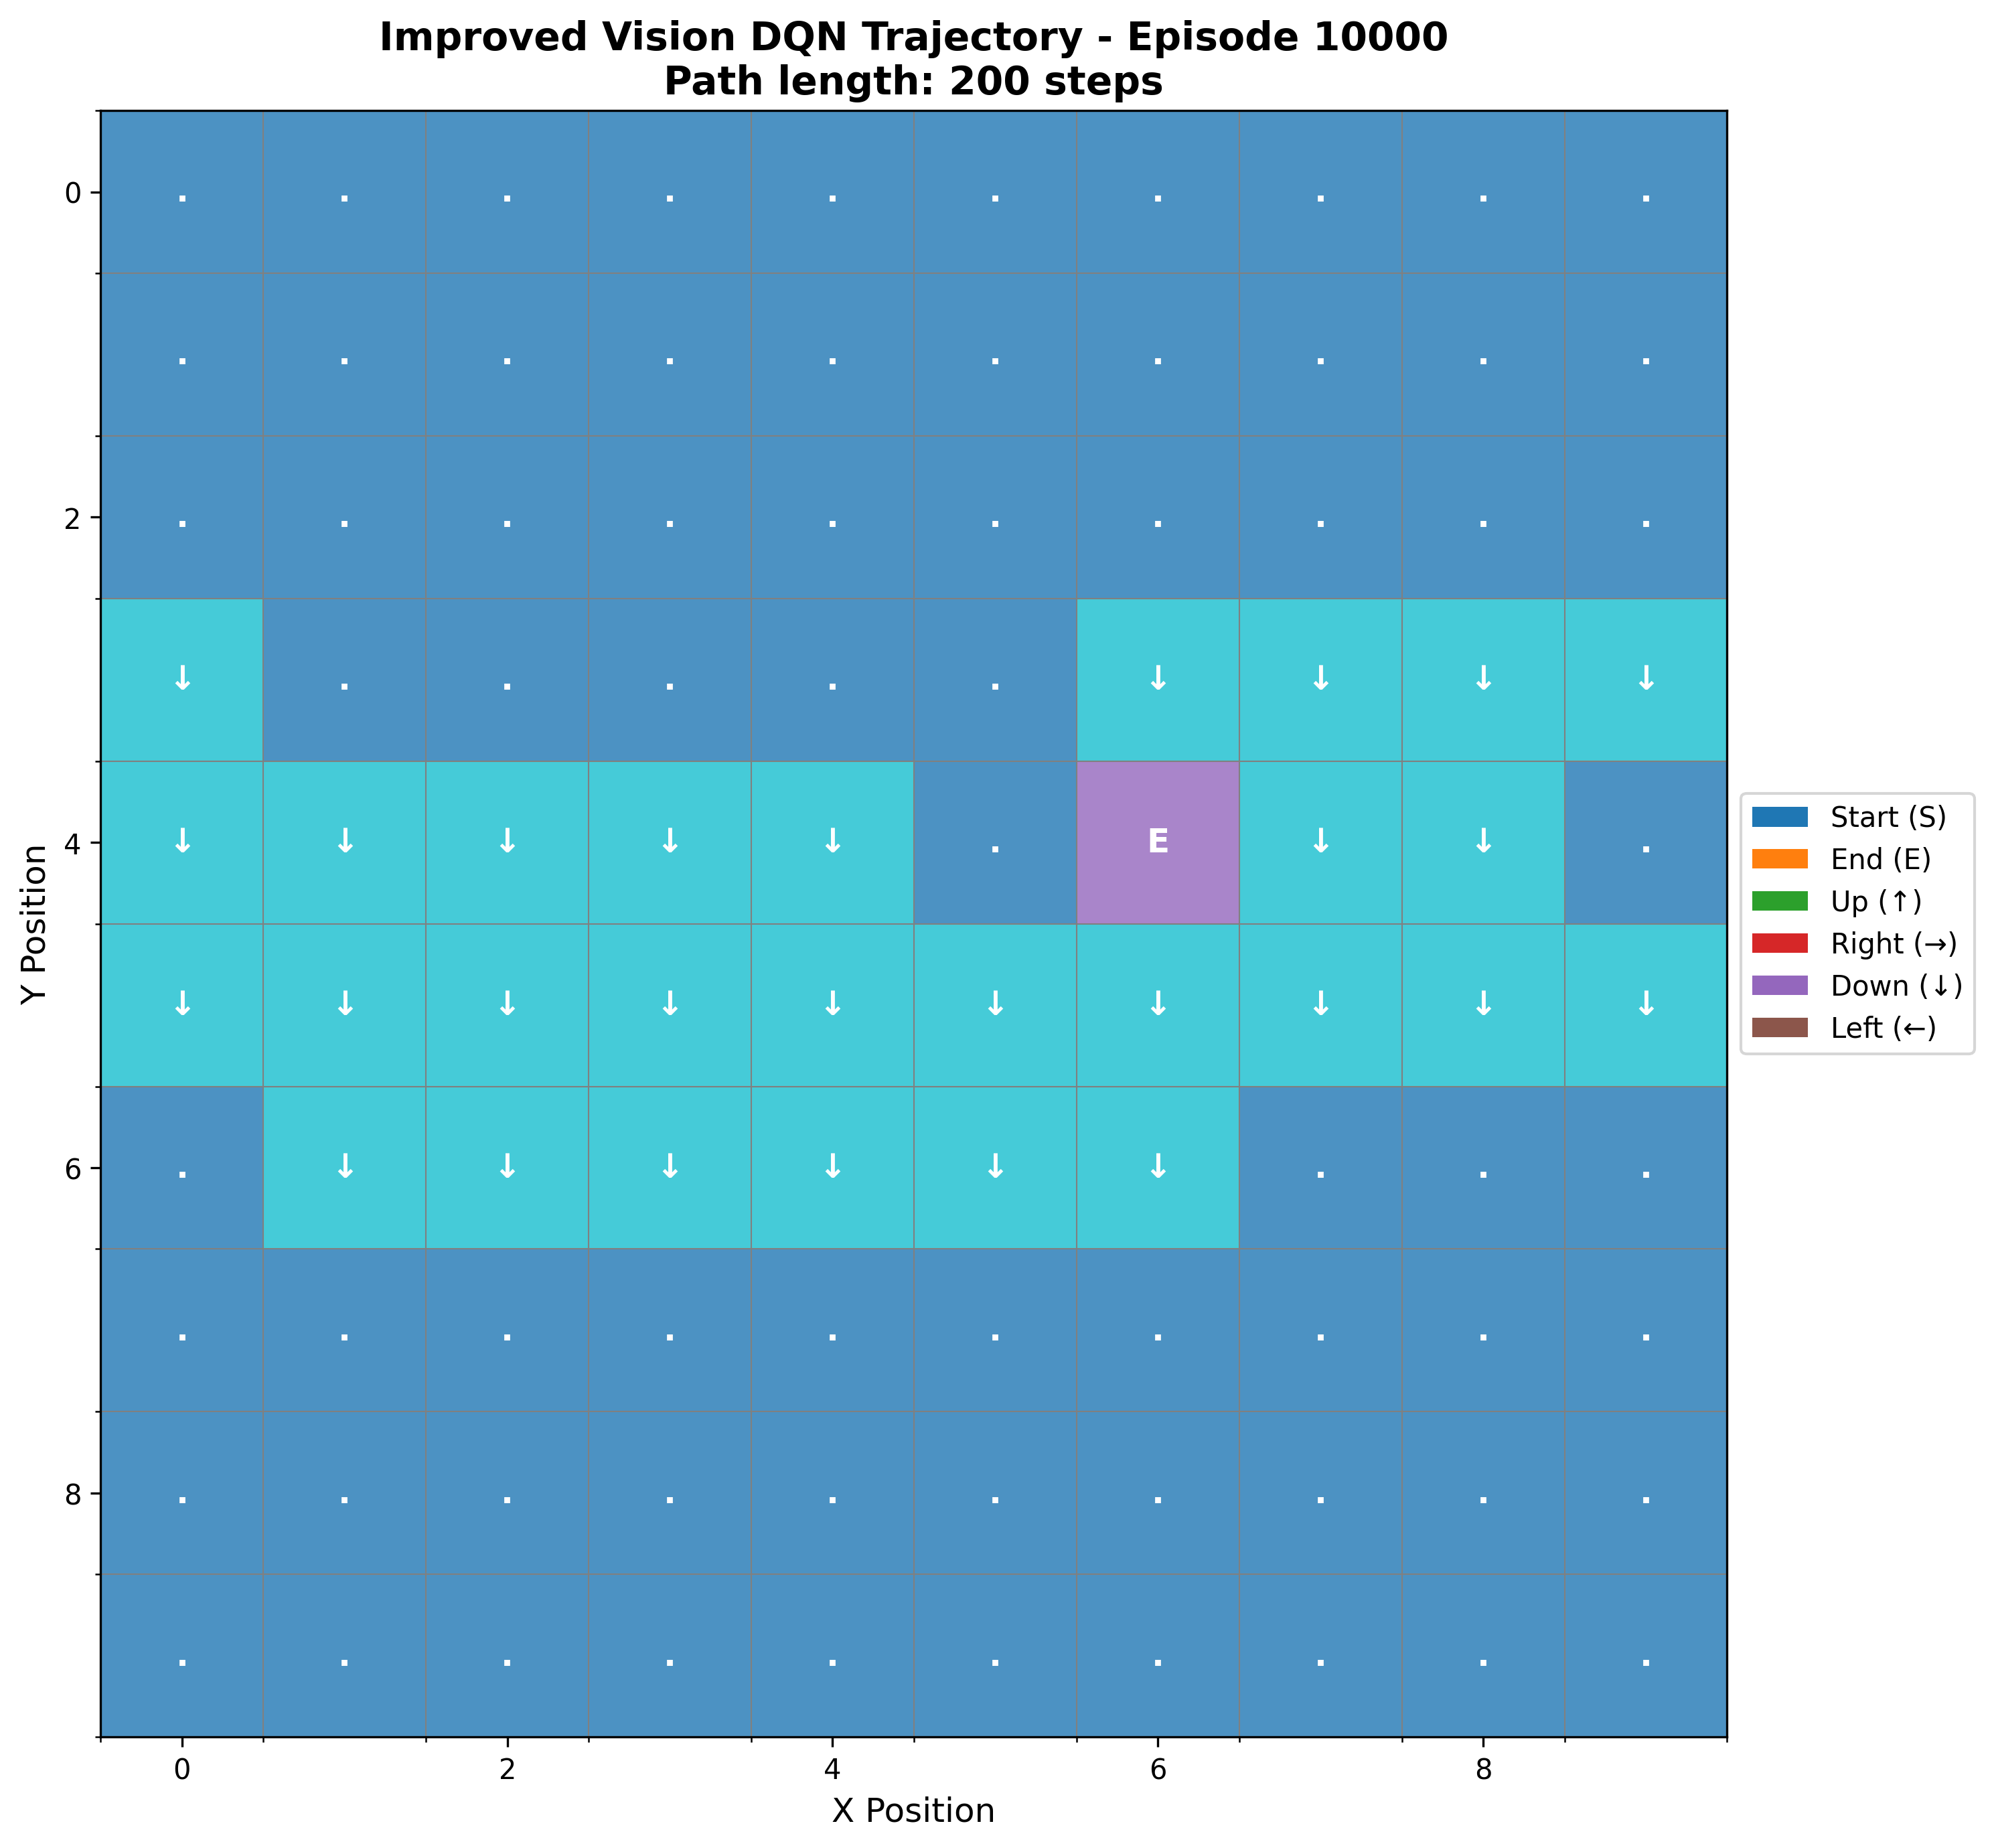 Improved Vision DQN Trajectory - Episode 10000
Path length: 200 steps
0 . . . . . . . . . .
. . . . . . . . . .
2 . . . . . . . . . .
↓ . . . . . ↓ ↓ ↓ ↓
4 ↓ ↓ ↓ ↓ ↓ . E ↓ ↓ .
↓ ↓ ↓ ↓ ↓ ↓ ↓ ↓ ↓ ↓
6 . ↓ ↓ ↓ ↓ ↓ ↓ . . .
. . . . . . . . . .
8 . . . . . . . . . .
. . . . . . . . . .
0 2 4 6 8
X Position
Y Position
Start (S)
End (E)
Up (↑)
Right (→)
Down (↓)
Left (←)